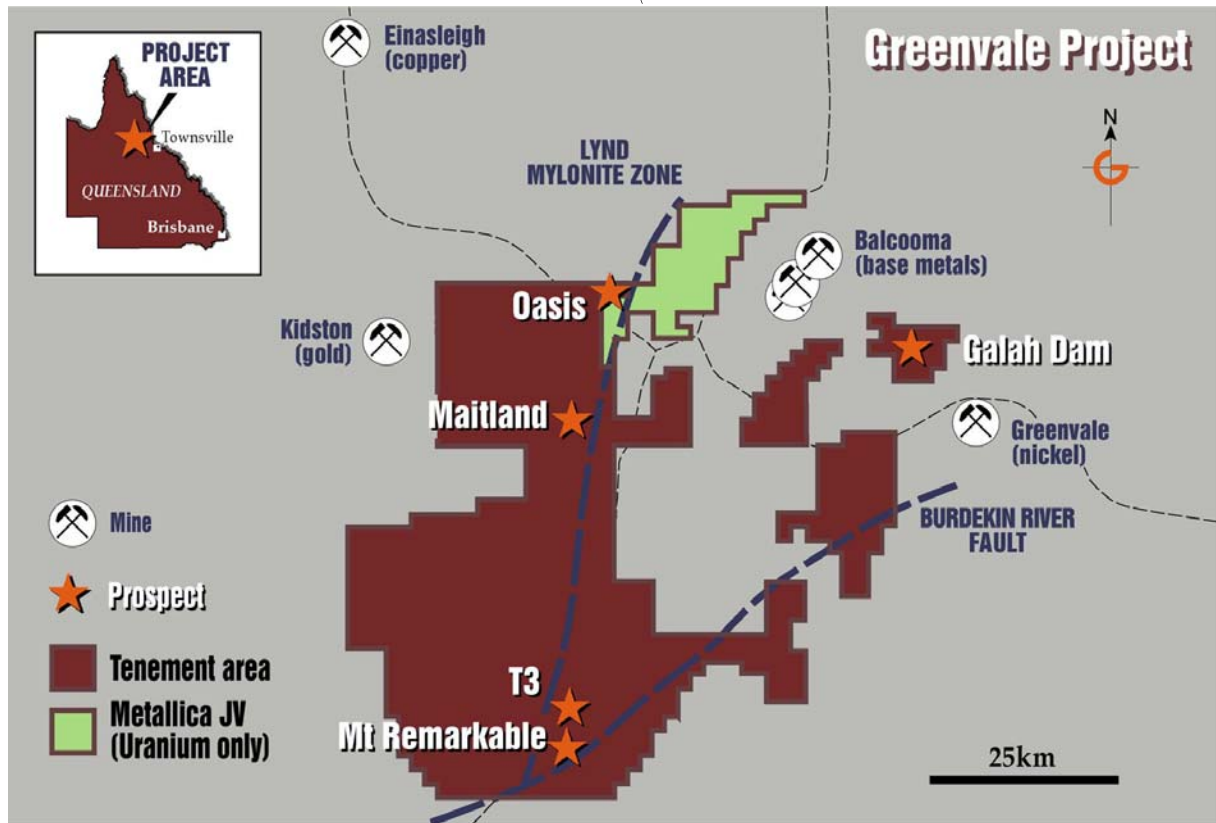 Greenvale Project
PROJECT
AREA
Townsville
QUEENSLAND
Brisbane
Einasleigh
(copper)
N
LYND
MYLONITE ZONE
Balcooma
(base metals)
Oasis
Kidston
(gold)
Galah Dam
Maitland
Greenvale
(nickel)
BURDEKIN RIVER
FAULT
T3
Mt Remarkable
Mine
Prospect
Tenement area
Metallica JV
(Uranium only)
25km